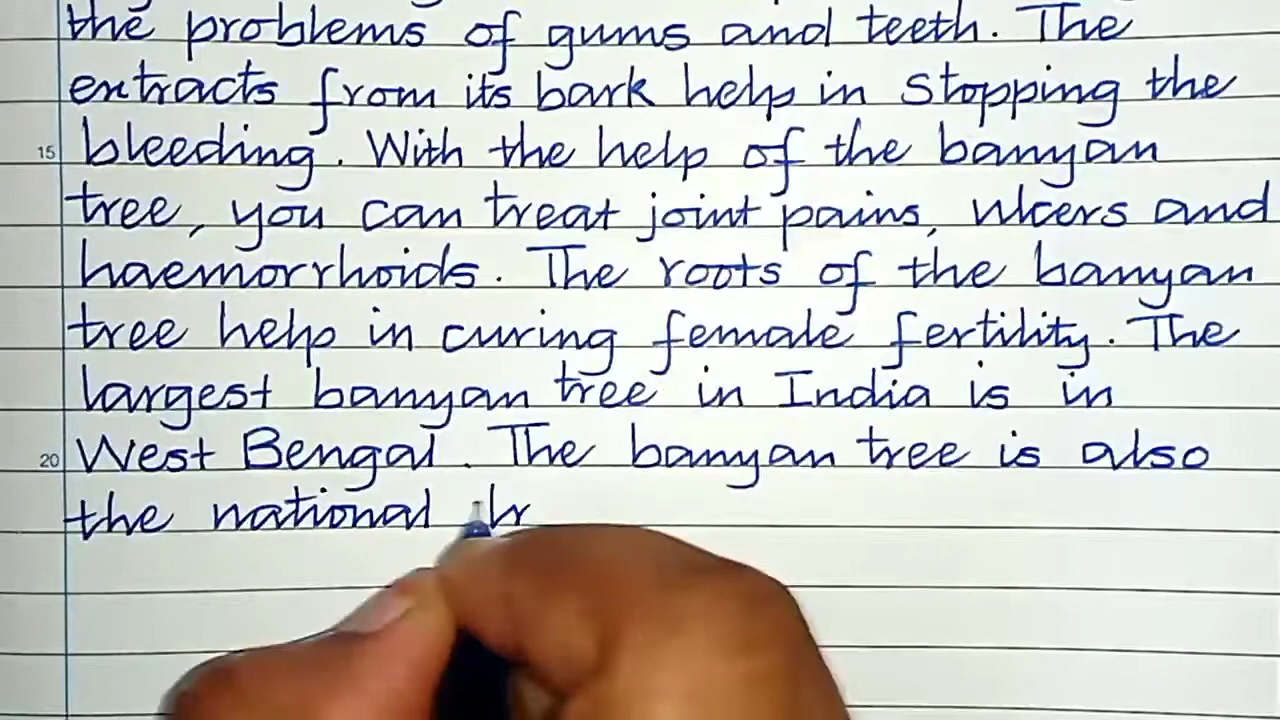 the problems of gums and teeth. The
extracts from its bark help in stopping the
15 bleeding. With the help of the banyan
tree, you can treat joint pains, ulcers and
haemorrhoids. The roots of the banyan
tree help in curing female fertility. The
largest banyan tree in India is in
20 West Bengal. The banyan tree is also
the national